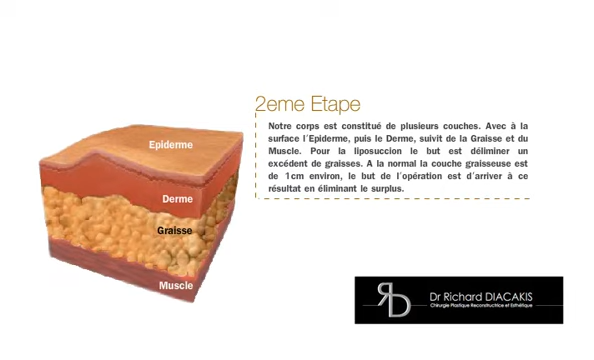 2eme Etape
Notre corps est constitué de plusieurs couches. Avec à la
surface l´Epiderme, puis le Derme, suivit de la Graisse et du
Muscle. Pour la liposuccion le but est déliminer un
excédent de graisses. A la normal la couche graisseuse est
de 1cm environ, le but de l´opération est d´arriver à ce
résultat en éliminant le surplus.
Epiderme
Derme
Graisse
Muscle
RD
Dr Richard DIACAKIS
Chirurgie Plastique Reconstructrice et Esthétique